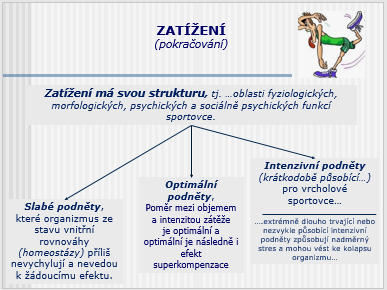 ZATÍŽENÍ
(pokračování)
Zatížení má svou strukturu, tj. …oblasti fyziologických,
morfologických, psychických a sociálně psychických funkcí
sportovce.
Slabé podněty,
které organizmus ze
stavu vnitřní
rovnováhy
(homeostázy) příliš
nevychylují a nevedou
k žádoucímu efektu.
Optimální
podněty,
Poměr mezi objemem
a intenzitou zátěže
je optimální a
optimální je následně i
efekt
superkompenzace
Intenzivní podněty
(krátkodobě působící…)
pro vrcholové
sportovce…
….extrémně dlouho trvající nebo
nezvykle působící intenzivní
podněty způsobují nadměrný
stres a mohou vést ke kolapsu
organizmu…